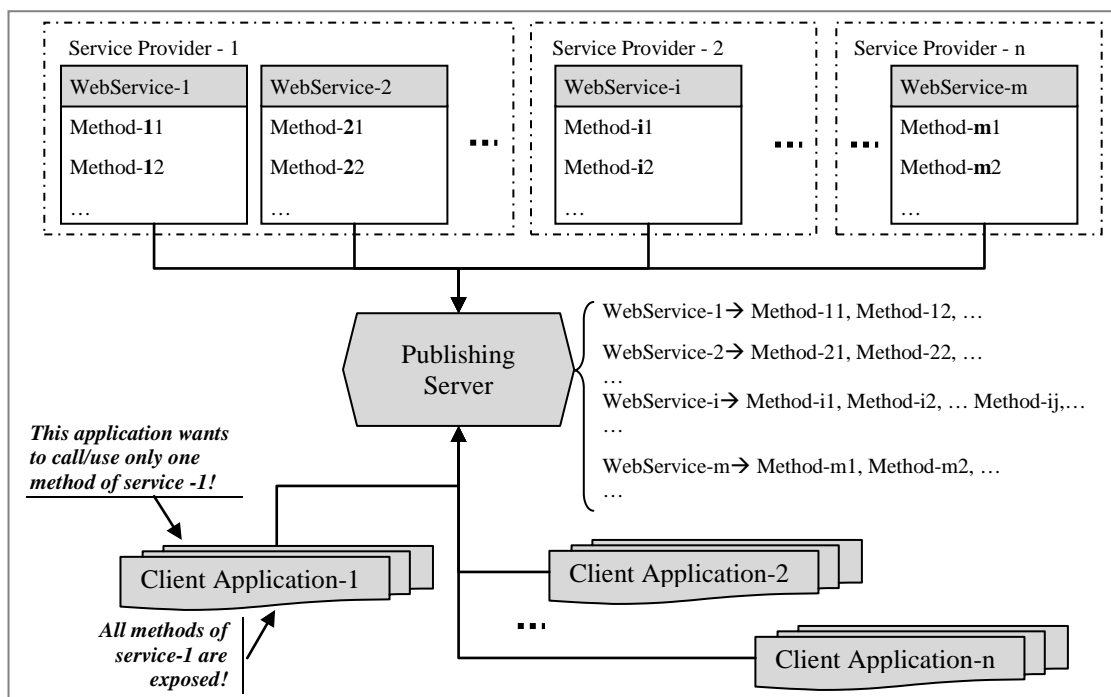 Service Provider - 1
WebService-1
Method-11
Method-12
…
WebService-2
Method-21
Method-22
…
...
Service Provider - 2
WebService-i
Method-i1
Method-i2
…
...
Service Provider - n
...
WebService-m
Method-m1
Method-m2
…
Publishing
Server
WebService-1→ Method-11, Method-12, …
WebService-2→ Method-21, Method-22, …
…
WebService-i→ Method-i1, Method-i2, … Method-ij,…
…
WebService-m→ Method-m1, Method-m2, …
…
This application wants
to call/use only one
method of service -1!
Client Application-1
All methods of
service-1 are
exposed!
Client Application-2
...
Client Application-n